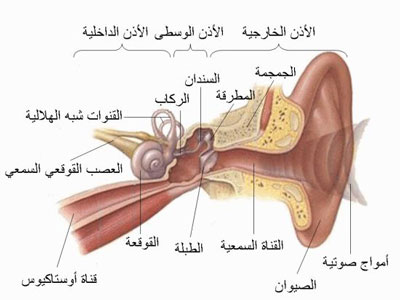 الأذن الخارجية
الأذن الوسطى
الأذن الداخلية
الجمجمة
السندان
المطرقة
الركاب
القنوات شبه الهلالية
العصب القوقعي السمعي
القوقعة
الطبلة
القناة السمعية
أمواج صوتية
الصيوان
قناة أوستاكيوس